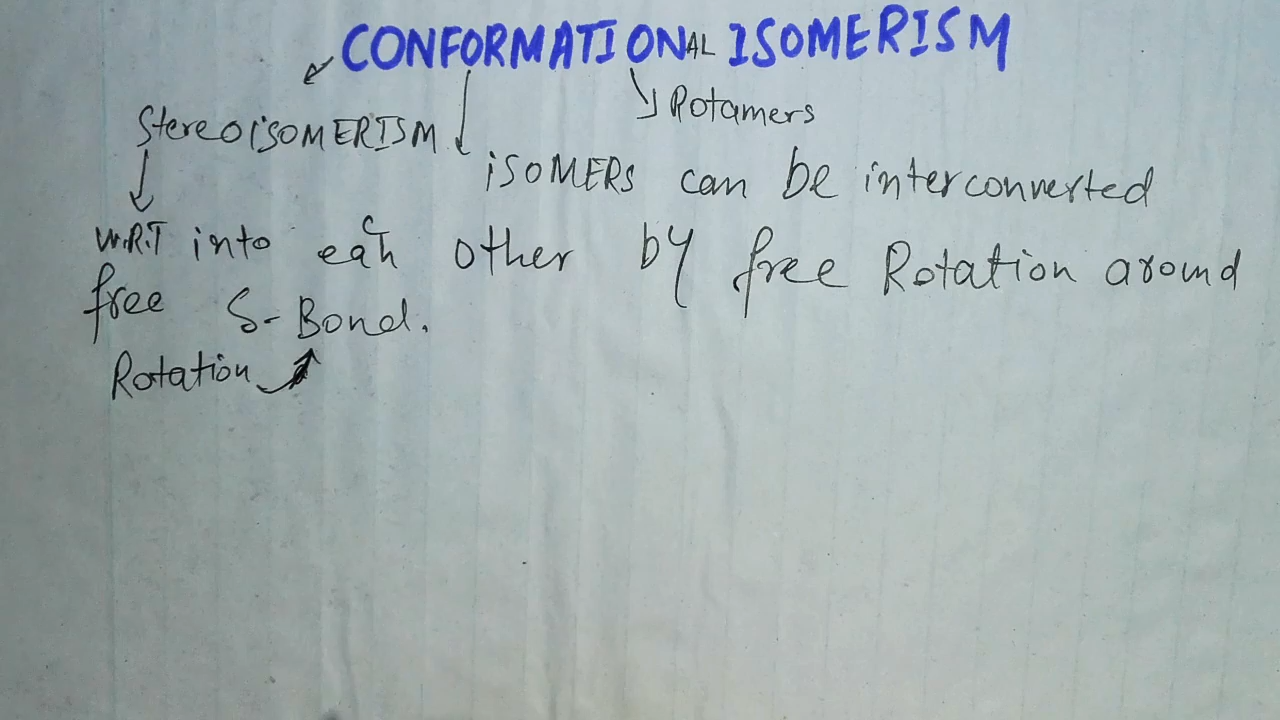 CONFORMATIONAL ISOMERISM
Rotamers
StereoisOMERISM
isOMERs can be interconverted
W.R.T into each other by free Rotation around
free S-Bond.
Rotation